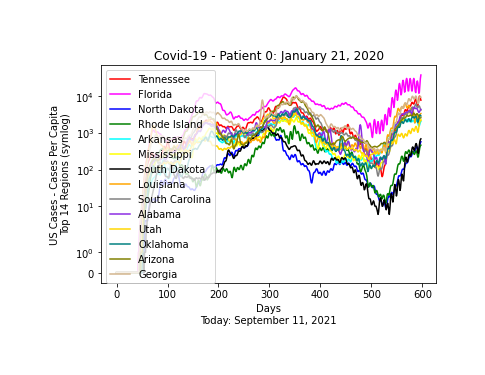 Covid-19 - Patient 0: January 21, 2020
US Cases - Cases Per Capita
Top 14 Regions (symlog)
10^4
10^3
10^2
10^1
10^0
0
Tennessee
Florida
North Dakota
Rhode Island
Arkansas
Mississippi
South Dakota
Louisiana
South Carolina
Alabama
Utah
Oklahoma
Arizona
Georgia
0 100 200 300 400 500 600
Days
Today: September 11, 2021